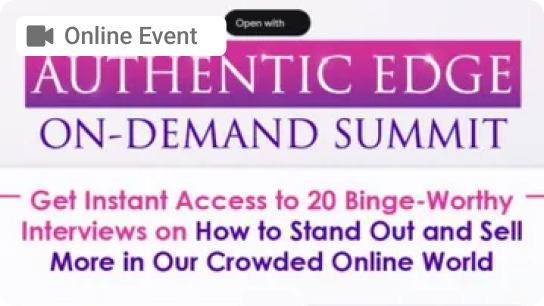 Open with
Online Event
AUTHENTIC EDGE
ON-DEMAND SUMMIT
Get Instant Access to 20 Binge-Worthy
Interviews on How to Stand Out and Sell
More in Our Crowded Online World